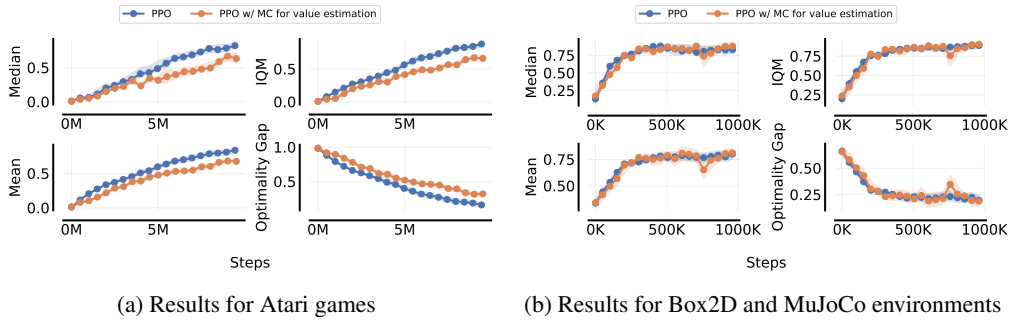 PPO PPO w/ MC for value estimation
Median
0.5
0.0
0M 5M
IQM
0.5
0.0
0M 5M
Mean
0.5
0.0
0M 5M
Optimality Gap
1.0
0.5
0M 5M
Steps
(a) Results for Atari games
PPO PPO w/ MC for value estimation
Median
0.75
0.50
0.25
0K 500K 1000K
IQM
0.75
0.50
0.25
0K 500K 1000K
Mean
0.75
0.50
0K 500K 1000K
Optimality Gap
0.50
0.25
0K 500K 1000K
Steps
(b) Results for Box2D and MuJoCo environments